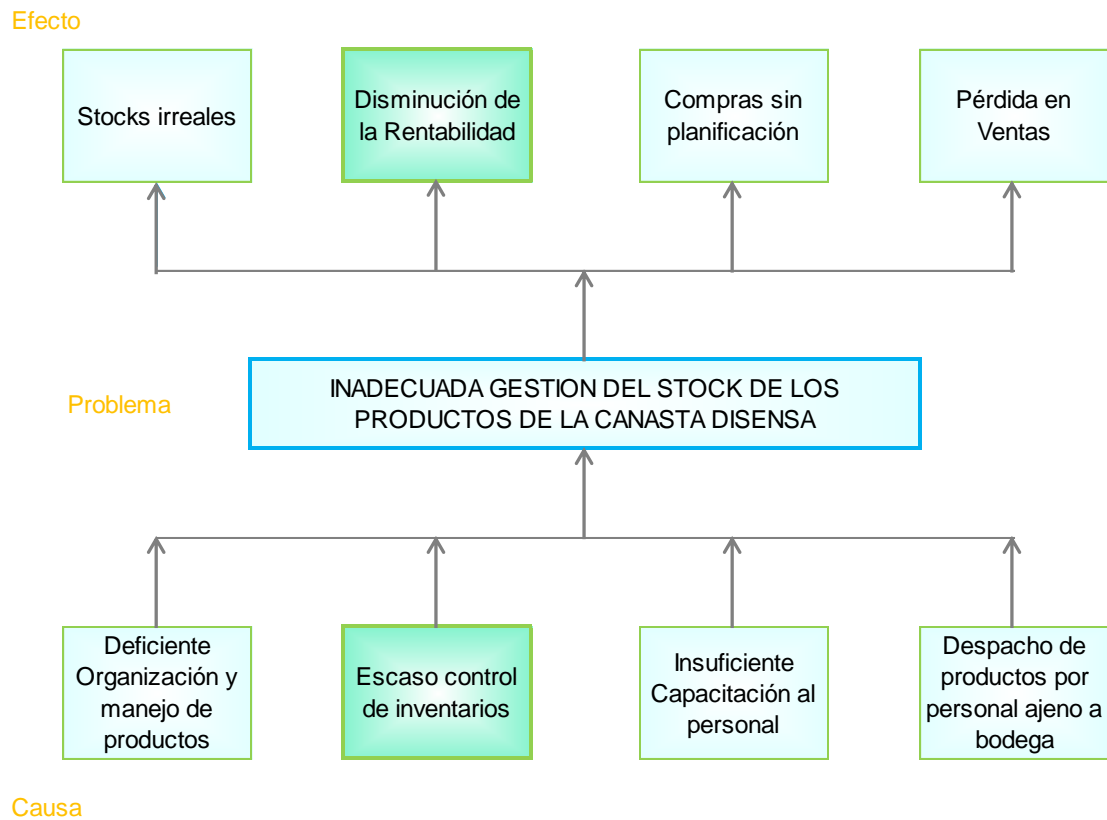 Efecto
Stocks irreales
Disminución de
la Rentabilidad
Compras sin
planificación
Pérdida en
Ventas
Problema
INADECUADA GESTION DEL STOCK DE LOS
PRODUCTOS DE LA CANASTA DISENSA
Deficiente
Organización y
manejo de
productos
Escaso control
de inventarios
Insuficiente
Capacitación al
personal
Despacho de
productos por
personal ajeno a
bodega
Causa